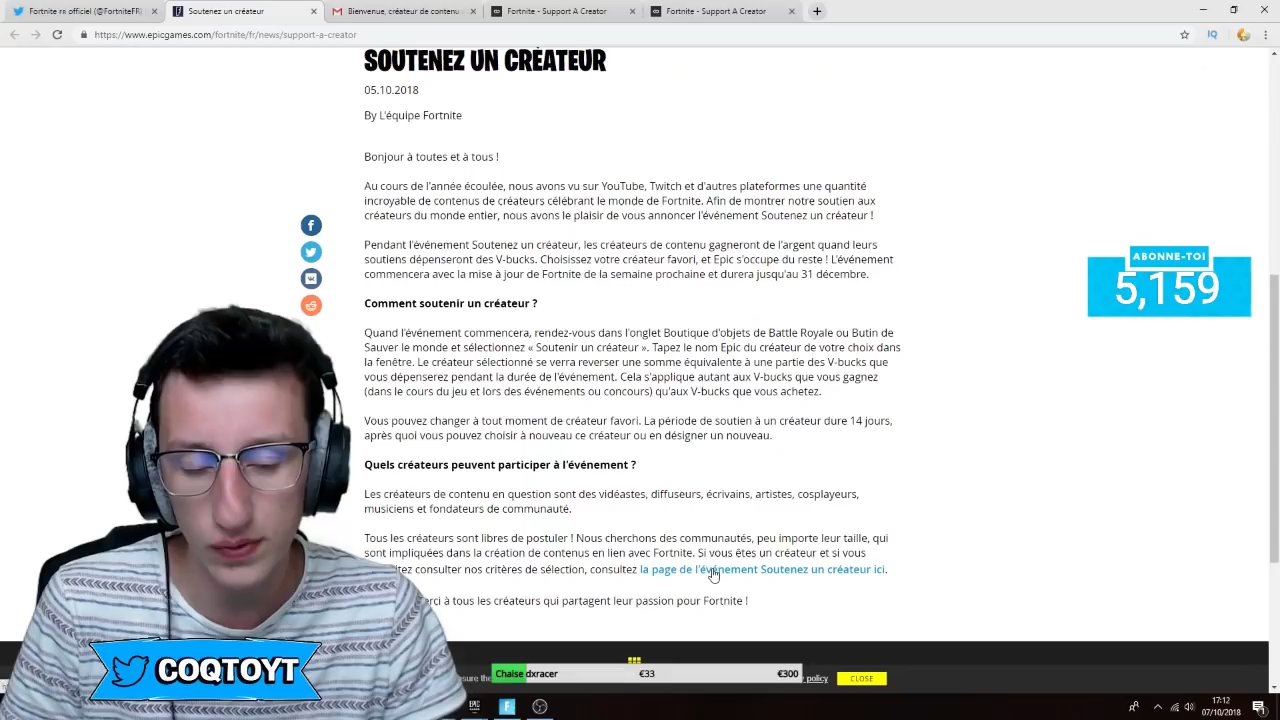 Twitter re officiel (@FortniteFR)
Soutenez un créateur
Bienvenue, créateur de contenu
Fortnite - Support A Creator
Fortnite - Support A Creator
https://www.epicgames.com/fortnite/fr/news/support-a-creator
SOUTENEZ UN CRÉATEUR
05.10.2018
By L'équipe Fortnite
Bonjour à toutes et à tous !
Au cours de l'année écoulée, nous avons vu sur YouTube, Twitch et d'autres plateformes une quantité
incroyable de contenus de créateurs célébrant le monde de Fortnite. Afin de montrer notre soutien aux
créateurs du monde entier, nous avons le plaisir de vous annoncer l'événement Soutenez un créateur !
Pendant l'événement Soutenez un créateur, les créateurs de contenu gagneront de l'argent quand leurs
soutiens dépenseront des V-bucks. Choisissez votre créateur favori, et Epic s'occupe du reste ! L'événement
commencera avec la mise à jour de Fortnite de la semaine prochaine et durera jusqu'au 31 décembre.
ABONNE-TOI
5,159
Comment soutenir un créateur ?
Quand l'événement commencera, rendez-vous dans l'onglet Boutique d'objets de Battle Royale ou Butin de
Sauver le monde et sélectionnez « Soutenir un créateur ». Tapez le nom Epic du créateur de votre choix dans
la fenêtre. Le créateur sélectionné se verra reverser une somme équivalente à une partie des V-bucks que
vous dépenserez pendant la durée de l'événement. Cela s'applique autant aux V-bucks que vous gagnez
(dans le cours du jeu et lors des événements ou concours) qu'aux V-bucks que vous achetez.
Vous pouvez changer à tout moment de créateur favori. La période de soutien à un créateur dure 14 jours,
après quoi vous pouvez choisir à nouveau ce créateur ou en désigner un nouveau.
Quels créateurs peuvent participer à l'événement ?
Les créateurs de contenu en question sont des vidéastes, diffuseurs, écrivains, artistes, cosplayeurs,
musiciens et fondateurs de communauté.
Tous les créateurs sont libres de postuler ! Nous cherchons des communautés, peu importe leur taille, qui
sont impliquées dans la création de contenus en lien avec Fortnite. Si vous êtes un créateur et si vous
consulter nos critères de sélection, consultez la page de l'événement Soutenez un créateur ici.
à tous les créateurs qui partagent leur passion pour Fortnite !
COQTOYT
Chaise dxracer €33 €300
policy
CLOSE
EPIC
17:12
07/10/2018